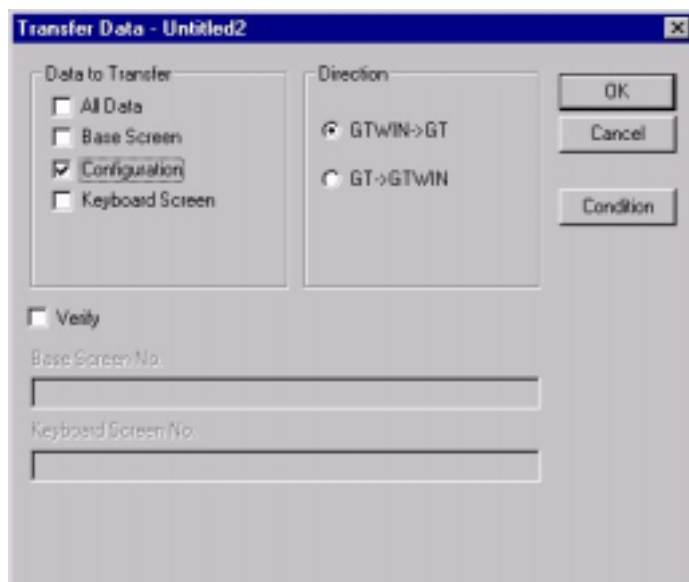 Transfer Data - Untitled2
Data to Transfer
All Data
Base Screen
Configuration
Keyboard Screen
Direction
GTWIN->GT
GT->GTWIN
OK
Cancel
Condition
Verify
Base Screen No.
Keyboard Screen No.